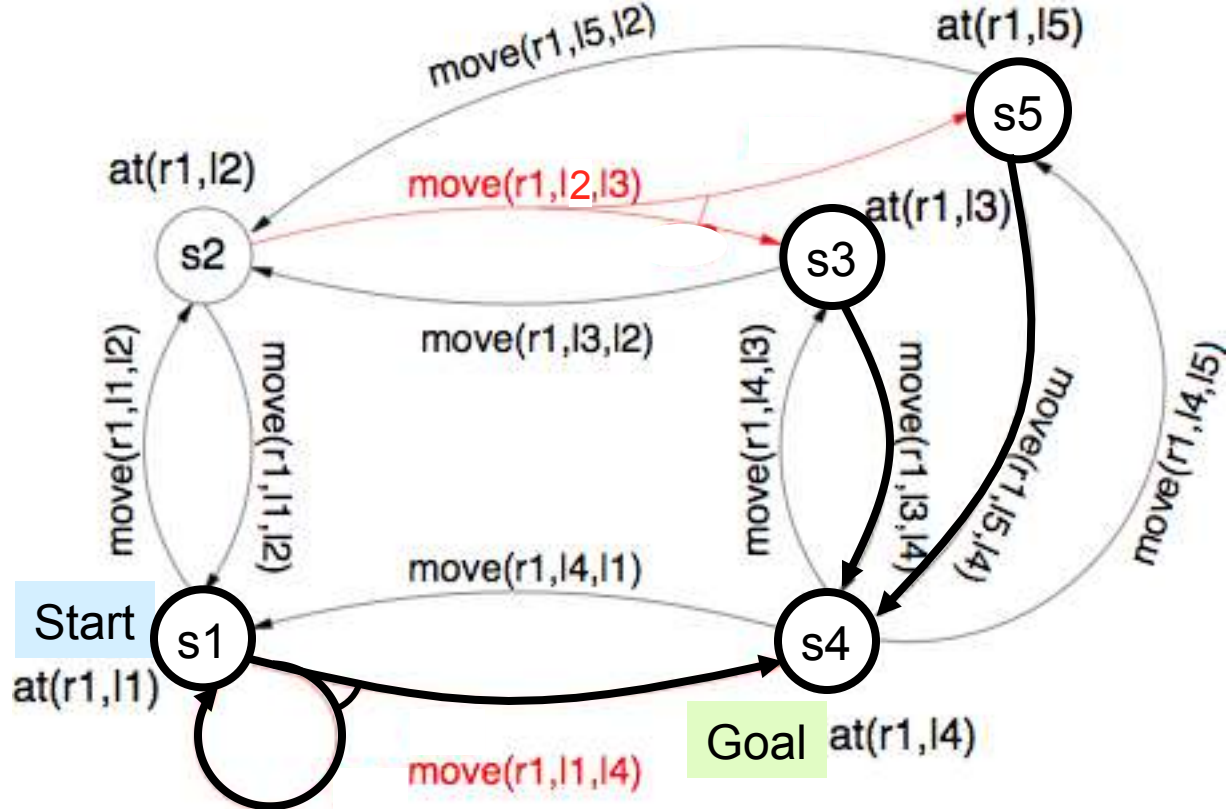 move(r1,l5,l2)
at(r1,l5)
s5
at(r1,l2)
move(r1,l2,l3)
at(r1,l3)
s2
s3
move(r1,l3,l2)
move(r1,l1,l2)
move(r1,l1,l2)
move(r1,l4,l3)
move(r1,l3,l4)
move(r1,l5,l4)
move(r1,l4,l5)
move(r1,l4,l1)
Start
s1
s4
at(r1,l1)
Goal
at(r1,l4)
move(r1,l1,l4)